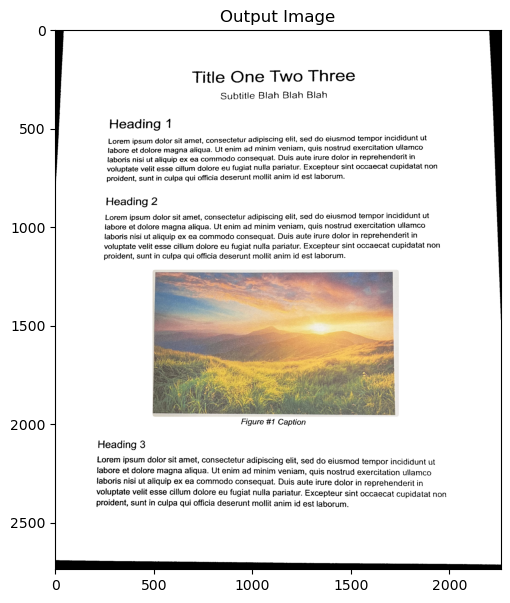 Output Image
0
500
1000
1500
2000
2500
0
500
1000
1500
2000
Title One Two Three
Subtitle Blah Blah Blah
Heading 1
Lorem ipsum dolor sit amet, consectetur adipiscing elit, sed do eiusmod tempor incididunt ut
labore et dolore magna aliqua. Ut enim ad minim veniam, quis nostrud exercitation ullamco
laboris nisi ut aliquip ex ea commodo consequat. Duis aute irure dolor in reprehenderit in
voluptate velit esse cillum dolore eu fugiat nulla pariatur. Excepteur sint occaecat cupidatat non
proident, sunt in culpa qui officia deserunt mollit anim id est laborum.
Heading 2
Lorem ipsum dolor sit amet, consectetur adipiscing elit, sed do eiusmod tempor incididunt ut
labore et dolore magna aliqua. Ut enim ad minim veniam, quis nostrud exercitation ullamco
laboris nisi ut aliquip ex ea commodo consequat. Duis aute irure dolor in reprehenderit in
voluptate velit esse cillum dolore eu fugiat nulla pariatur. Excepteur sint occaecat cupidatat non
proident, sunt in culpa qui officia deserunt mollit anim id est laborum.
Figure #1 Caption
Heading 3
Lorem ipsum dolor sit amet, consectetur adipiscing elit, sed do eiusmod tempor incididunt ut
labore et dolore magna aliqua. Ut enim ad minim veniam, quis nostrud exercitation ullamco
laboris nisi ut aliquip ex ea commodo consequat. Duis aute irure dolor in reprehenderit in
voluptate velit esse cillum dolore eu fugiat nulla pariatur. Excepteur sint occaecat cupidatat non
proident, sunt in culpa qui officia deserunt mollit anim id est laborum.